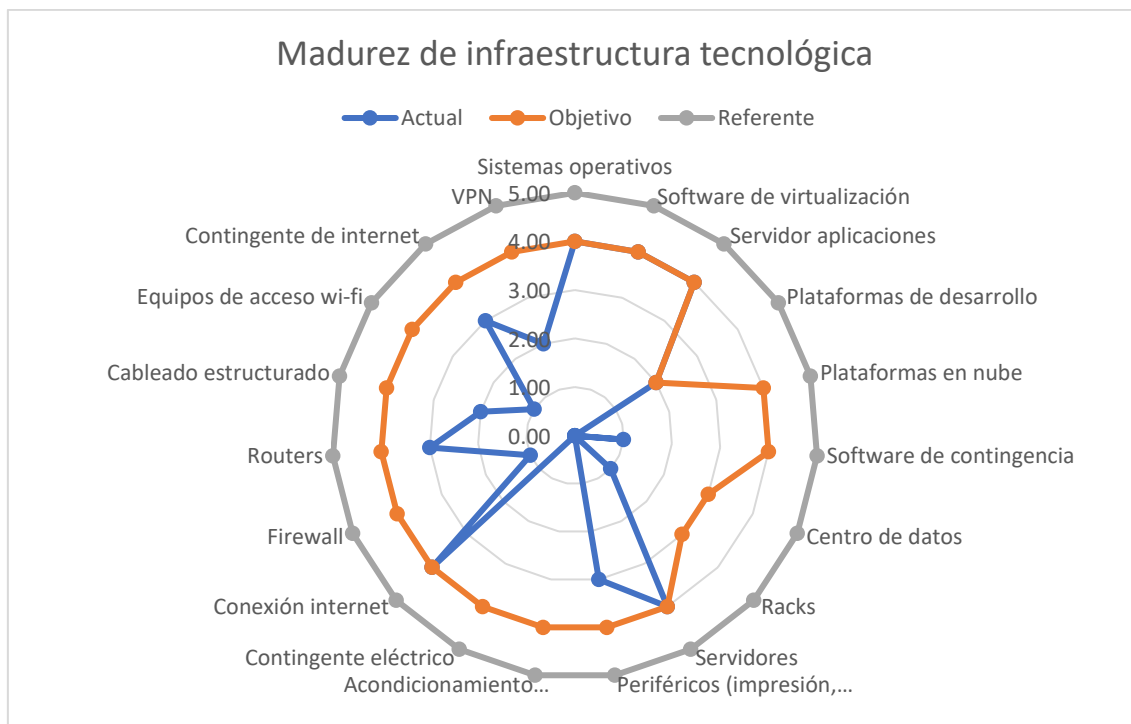 Madurez de infraestructura tecnológica
Actual Objetivo Referente
Sistemas operativos
Software de virtualización
Servidor aplicaciones
Plataformas de desarrollo
Plataformas en nube
Software de contingencia
Centro de datos
Racks
Servidores
Periféricos (impresión,...
Acondicionamiento...
Contingente eléctrico
Conexión internet
Firewall
Routers
Cableado estructurado
Equipos de acceso wi-fi
Contingente de internet
VPN
5.00
4.00
3.00
2.00
1.00
0.00